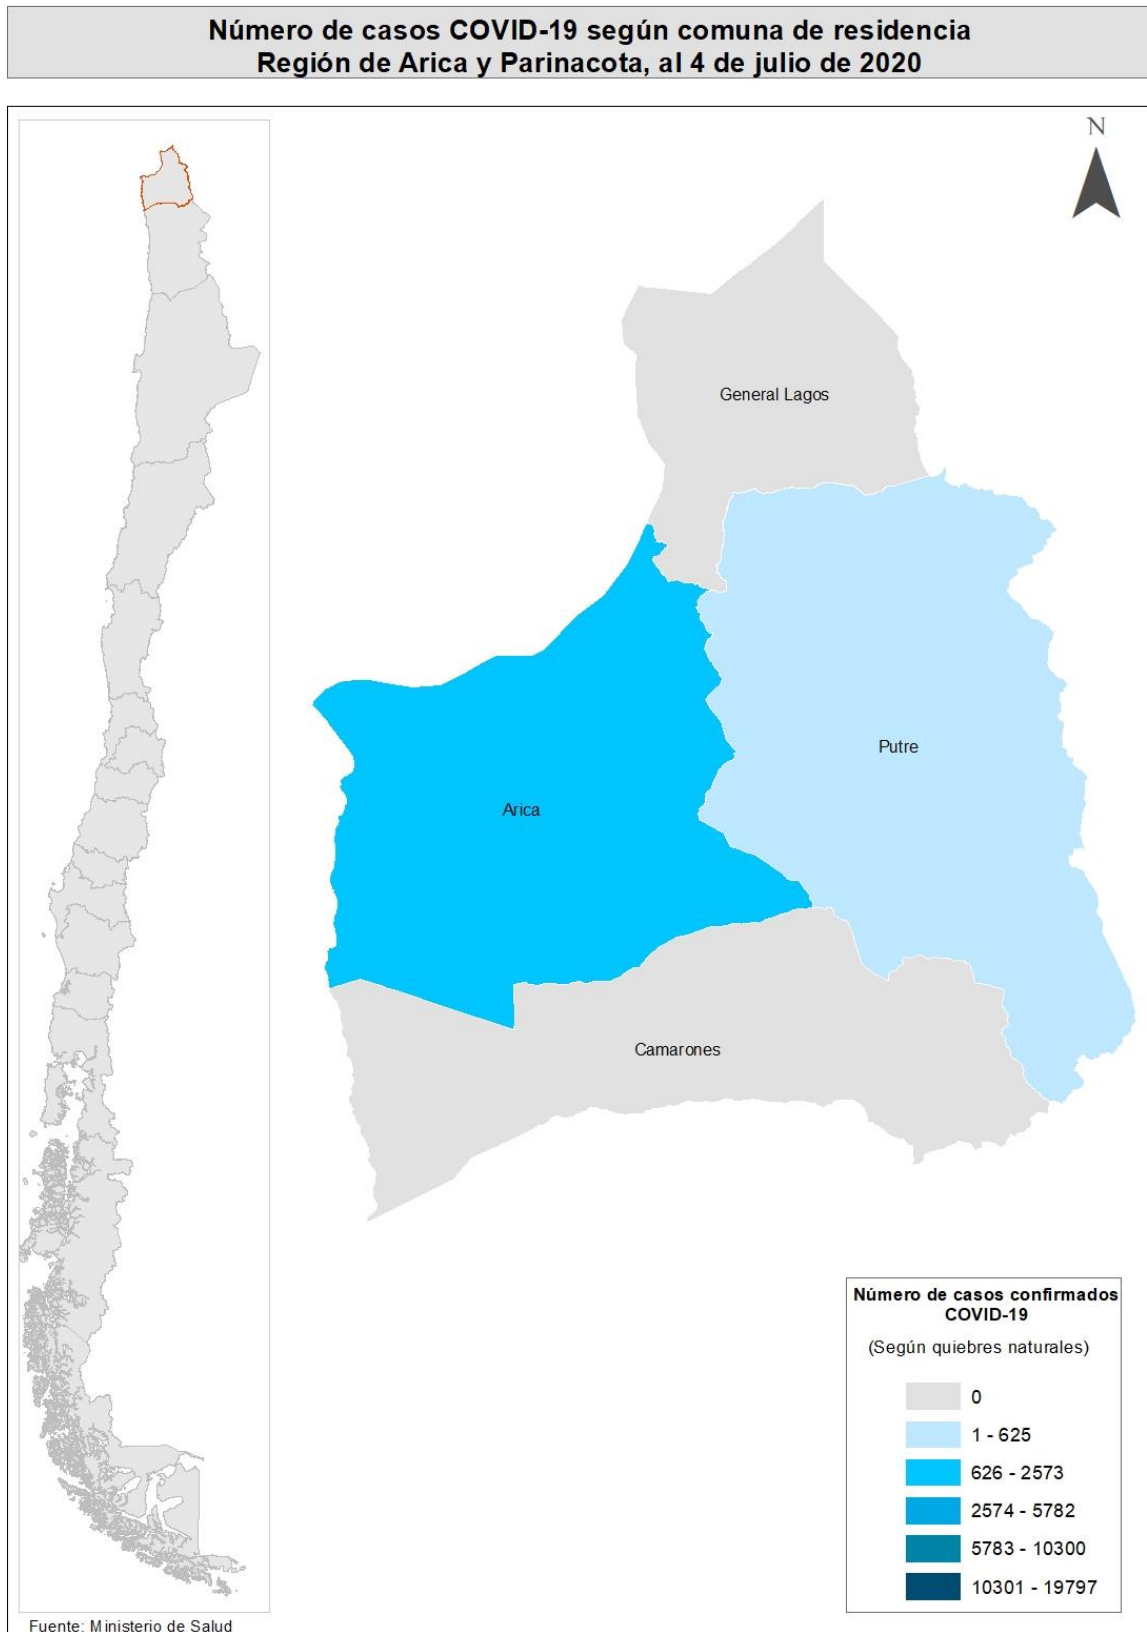 Número de casos COVID-19 según comuna de residencia
Región de Arica y Parinacota, al 4 de julio de 2020
N
General Lagos
Putre
Arica
Camarones
Número de casos confirmados
COVID-19
(Según quiebres naturales)
0
1 - 625
626 - 2573
2574 - 5782
5783 - 10300
10301 - 19797
Fuente: Ministerio de Salud